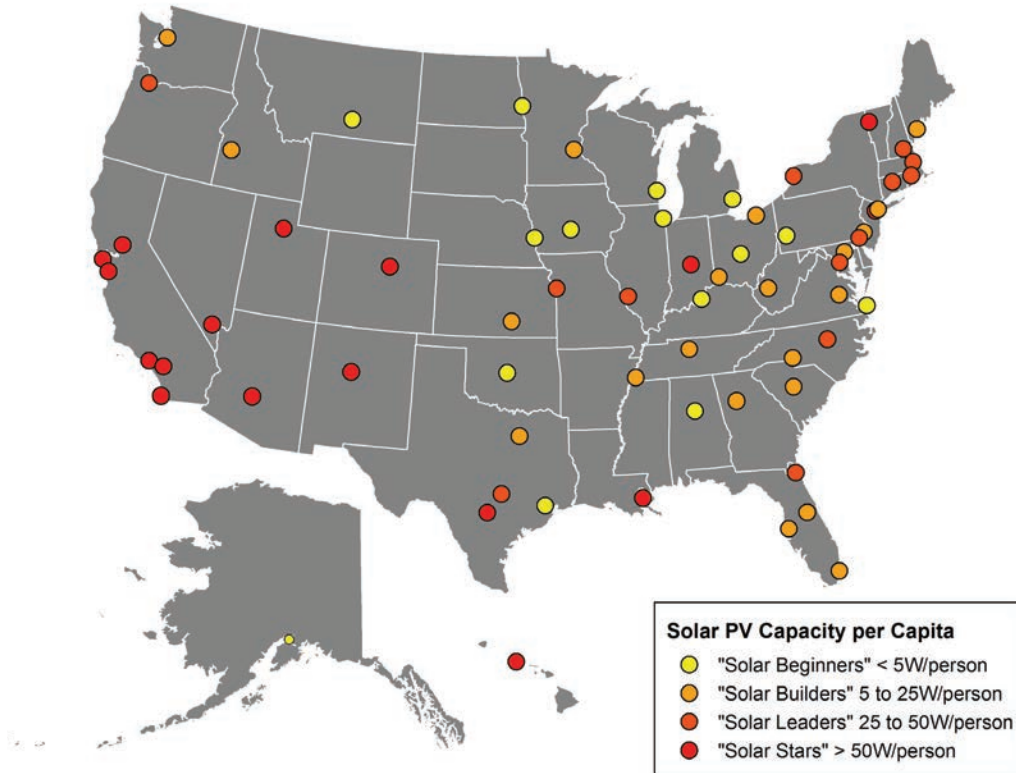 Solar PV Capacity per Capita
"Solar Beginners" < 5W/person
"Solar Builders" 5 to 25W/person
"Solar Leaders" 25 to 50W/person
"Solar Stars" > 50W/person